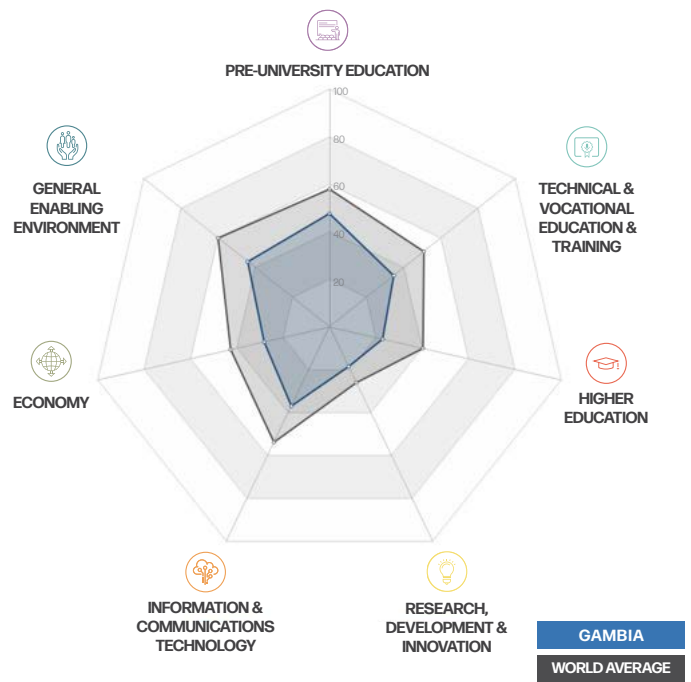 PRE-UNIVERSITY EDUCATION
100
80
60
40
20
GENERAL
ENABLING
ENVIRONMENT
TECHNICAL &
VOCATIONAL
EDUCATION &
TRAINING
ECONOMY
HIGHER
EDUCATION
INFORMATION &
COMMUNICATIONS
TECHNOLOGY
RESEARCH,
DEVELOPMENT &
INNOVATION
GAMBIA
WORLD AVERAGE